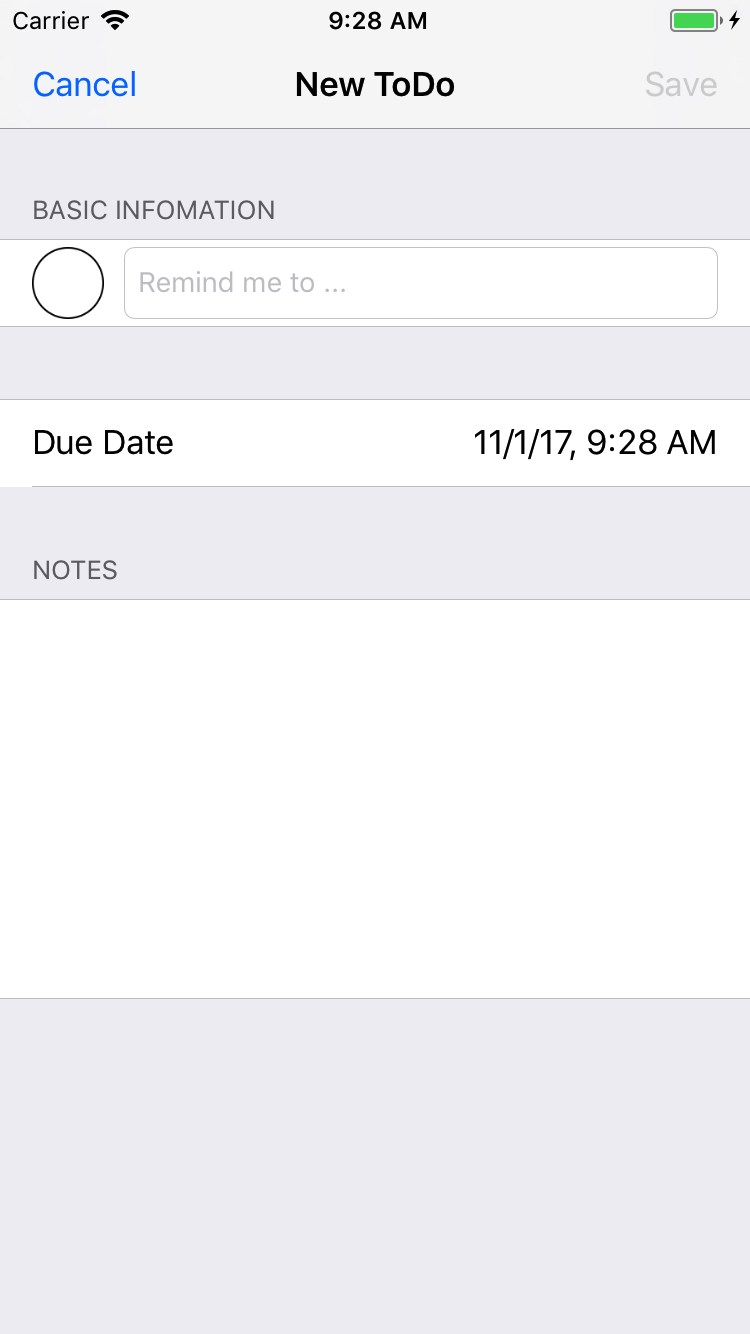 Carrier 9:28 AM
Cancel New ToDo Save
BASIC INFOMATION
Remind me to ...
Due Date 11/1/17, 9:28 AM
NOTES